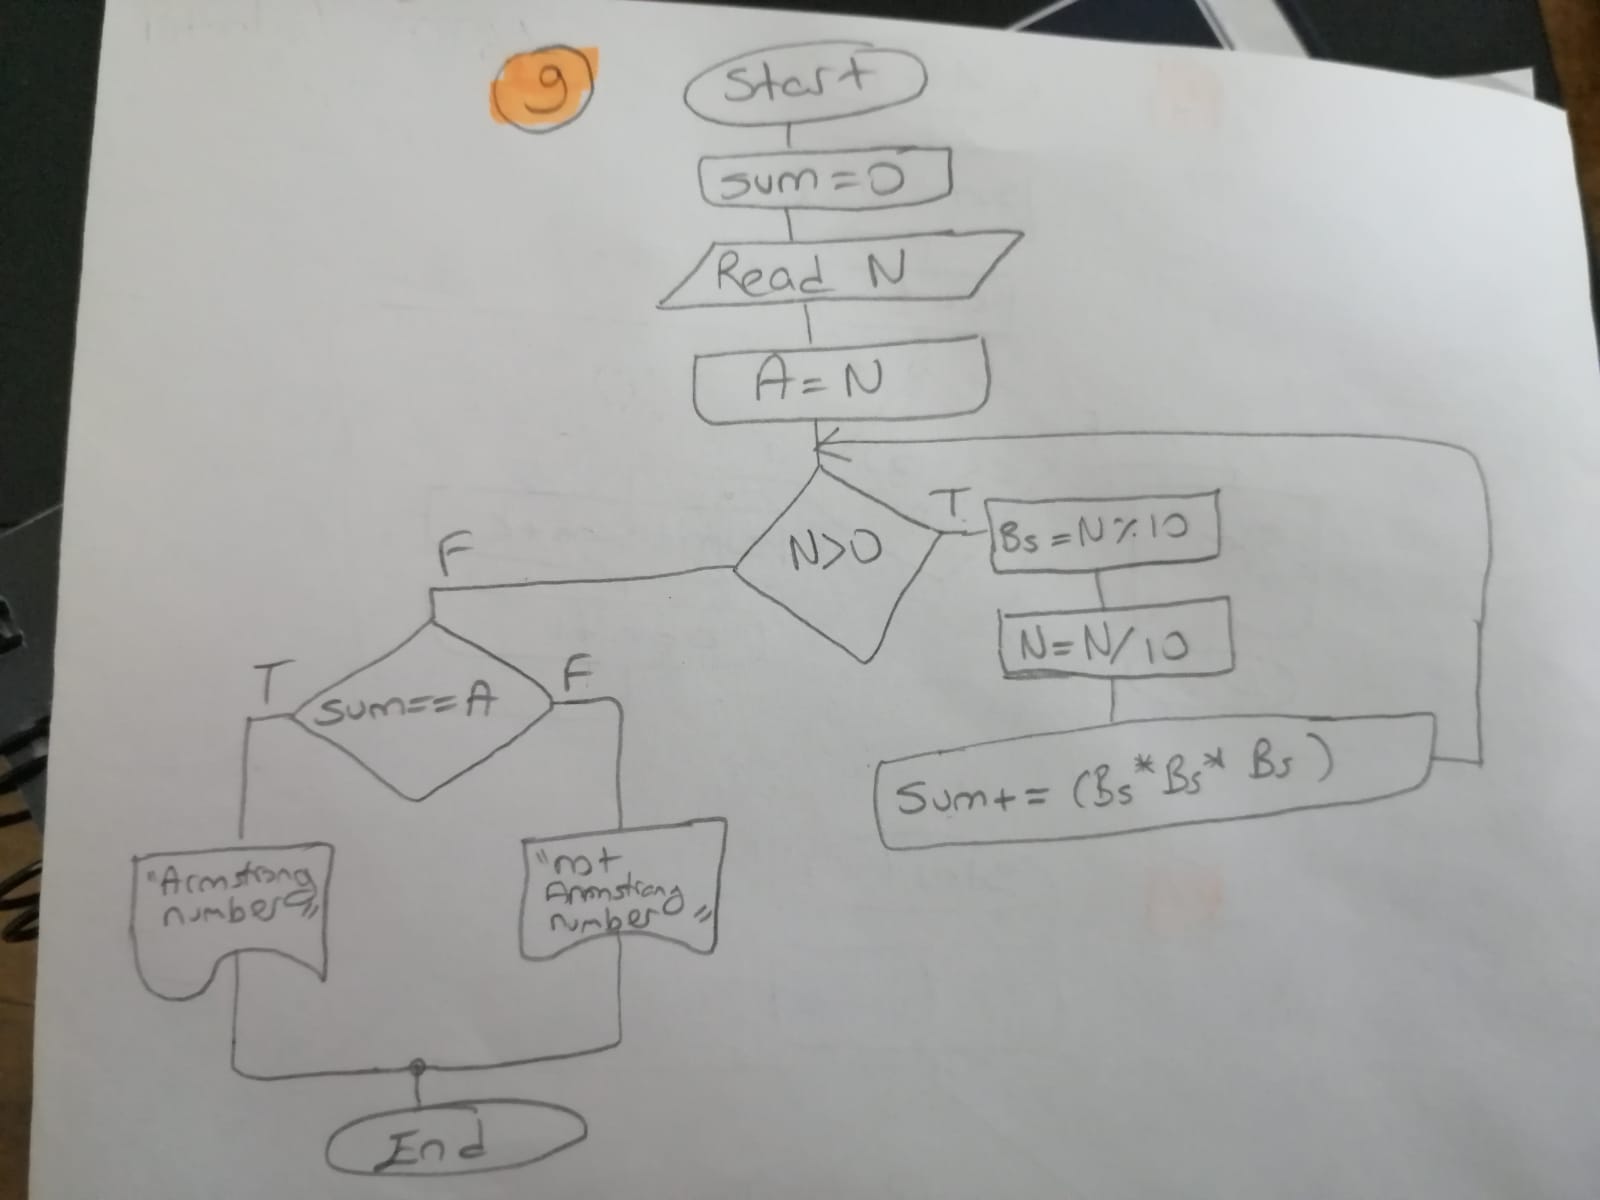 9
Start
sum=0
Read N
A=N
N>0
T
F
Bs=N%10
N=N/10
Sum+= (Bs*Bs* Bs)
sum==A
T
F
"Armstrong
number"
"not
Armstrong
number"
End